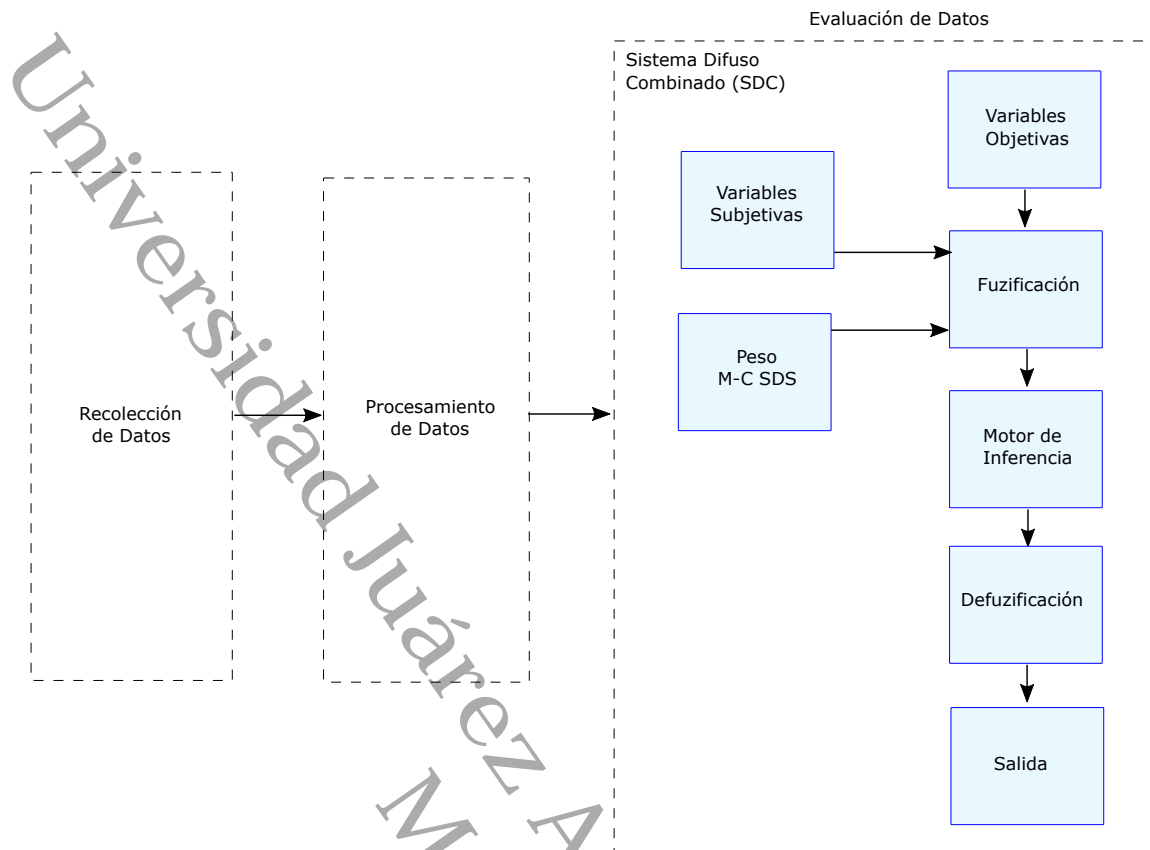 Evaluación de Datos
Sistema Difuso
Combinado (SDC)
Variables
Objetivas
Variables
Subjetivas
Fuzificación
Peso
M-C SDS
Recolección
de Datos
Procesamiento
de Datos
Motor de
Inferencia
Defuzificación
Salida
Universidad Juárez A
M